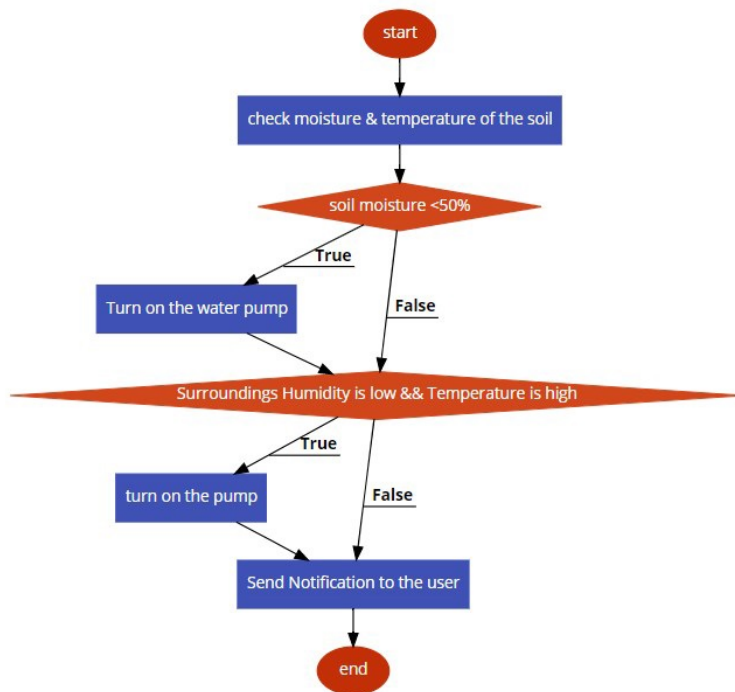 start
check moisture & temperature of the soil
soil moisture <50%
True
Turn on the water pump
False
Surroundings Humidity is low && Temperature is high
True
turn on the pump
False
Send Notification to the user
end